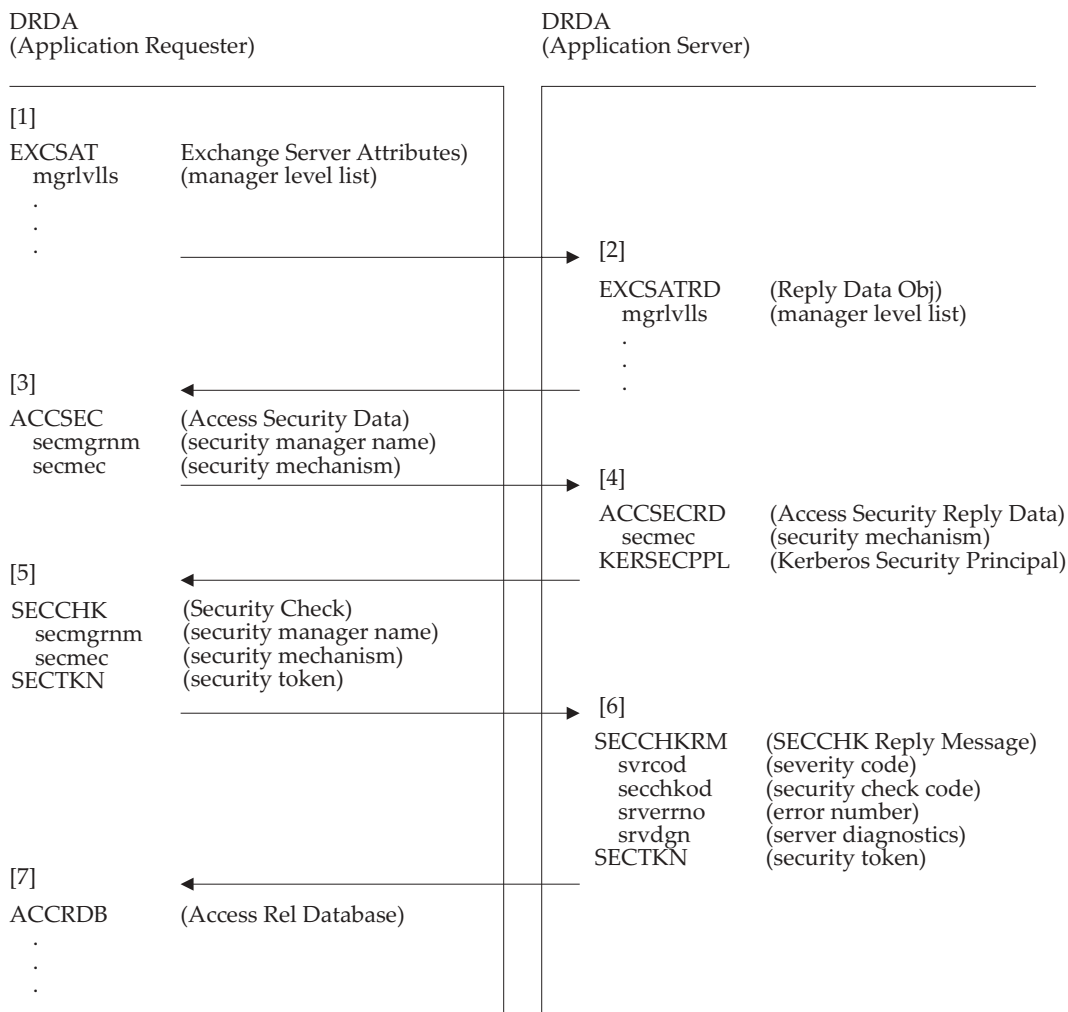 DRDA
(Application Requester)
DRDA
(Application Server)
[1]
EXCSAT Exchange Server Attributes)
mgrlvlls (manager level list)
.
.
.
[2]
EXCSATRD (Reply Data Obj)
mgrlvlls (manager level list)
.
.
.
[3]
ACCSEC (Access Security Data)
secmgrnm (security manager name)
secmec (security mechanism)
[4]
ACCSECRD (Access Security Reply Data)
secmec (security mechanism)
KERSECPPL (Kerberos Security Principal)
[5]
SECCHK (Security Check)
secmgrnm (security manager name)
secmec (security mechanism)
SECTKN (security token)
[6]
SECCHKRM (SECCHK Reply Message)
svrcod (severity code)
secchkod (security check code)
srverrno (error number)
srvdgn (server diagnostics)
SECTKN (security token)
[7]
ACCRDB (Access Rel Database)
.
.
.